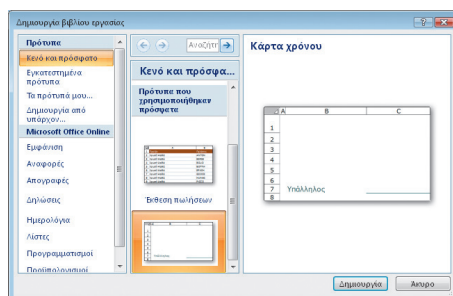 Δημιουργία βιβλίου εργασίας
Πρότυπα
Κενό και πρόσφατο
Εγκατεστημένα
πρότυπα
Τα πρότυπά μου...
Δημιουργία από
υπάρχον...
Microsoft Office Online
Εμφάνιση
Αναφορές
Απογραφές
Δηλώσεις
Ημερολόγια
Λίστες
Προγραμματισμοί
Προϋπολογισμοί
Αναζήτη
Κενό και πρόσφα...
Πρότυπα που
χρησιμοποιήθηκαν
πρόσφατα
Έκθεση πωλήσεων
Κάρτα χρόνου
A B C
1
2
3
4
5
6
7 Υπάλληλος
8
Δημιουργία
Άκυρο